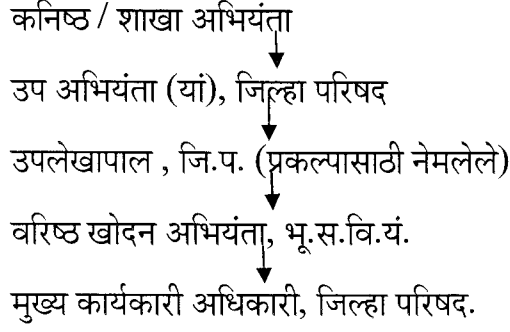 कनिष्ठ / शाखा अभियंता
उप अभियंता (यां), जिल्हा परिषद
उपलेखापाल , जि.प. (प्रकल्पासाठी नेमलेले)
वरिष्ठ खोदन अभियंता, भू.स.वि.यं.
मुख्य कार्यकारी अधिकारी, जिल्हा परिषद.